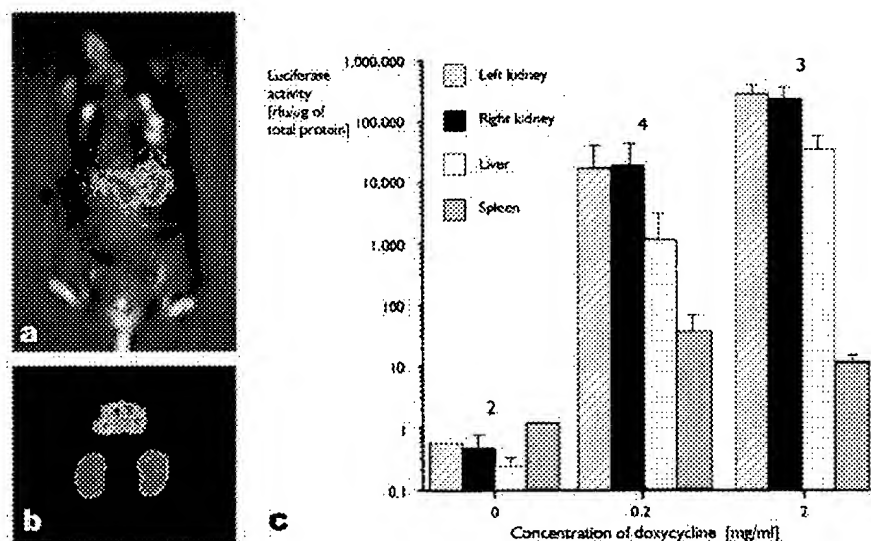 a
b
c
Luciferase
activity
[rlu/µg of
total protein]
1,000.000
100.000
10.000
1.000
100
10
1
0.1
Left kidney
Right kidney
Liver
Spleen
2
4
3
0
0.2
2
Concentration of doxycycline [mg/ml]